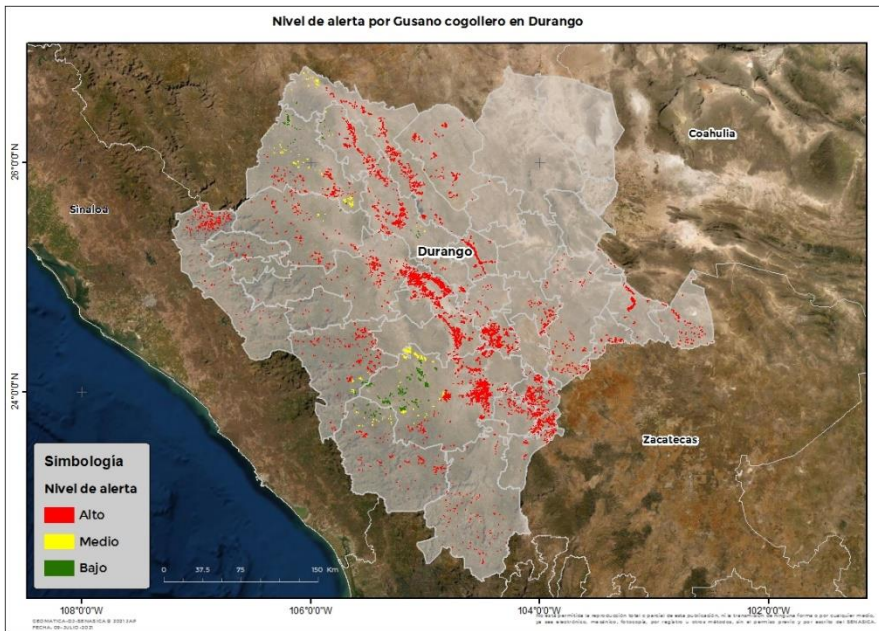 Nivel de alerta por Gusano cogollero en Durango
Coahulia
26°0'0"N
Sinaloa
Durango
24°0'0"N
Zacatecas
Simbología
Nivel de alerta
Alto
Medio
Bajo
0 37.5 75 150 Km
108°0'0"W 106°0'0"W 104°0'0"W 102°0'0"W